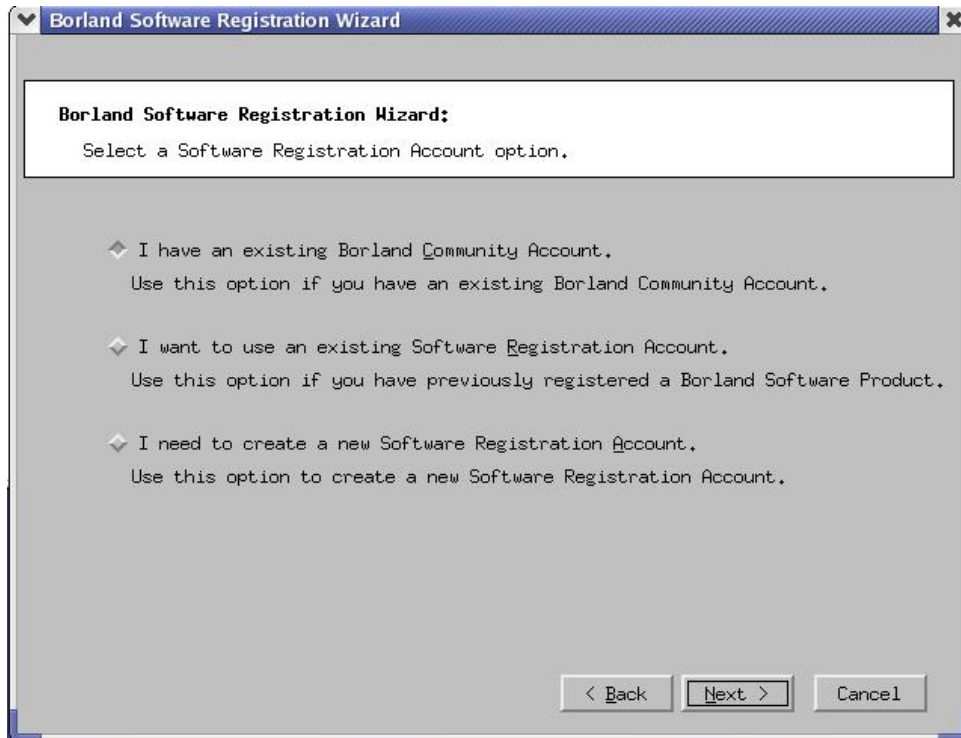 Borland Software Registration Wizard
Borland Software Registration Wizard:
Select a Software Registration Account option.
I have an existing Borland Community Account.
Use this option if you have an existing Borland Community Account.
I want to use an existing Software Registration Account.
Use this option if you have previously registered a Borland Software Product.
I need to create a new Software Registration Account.
Use this option to create a new Software Registration Account.
< Back Next > Cancel